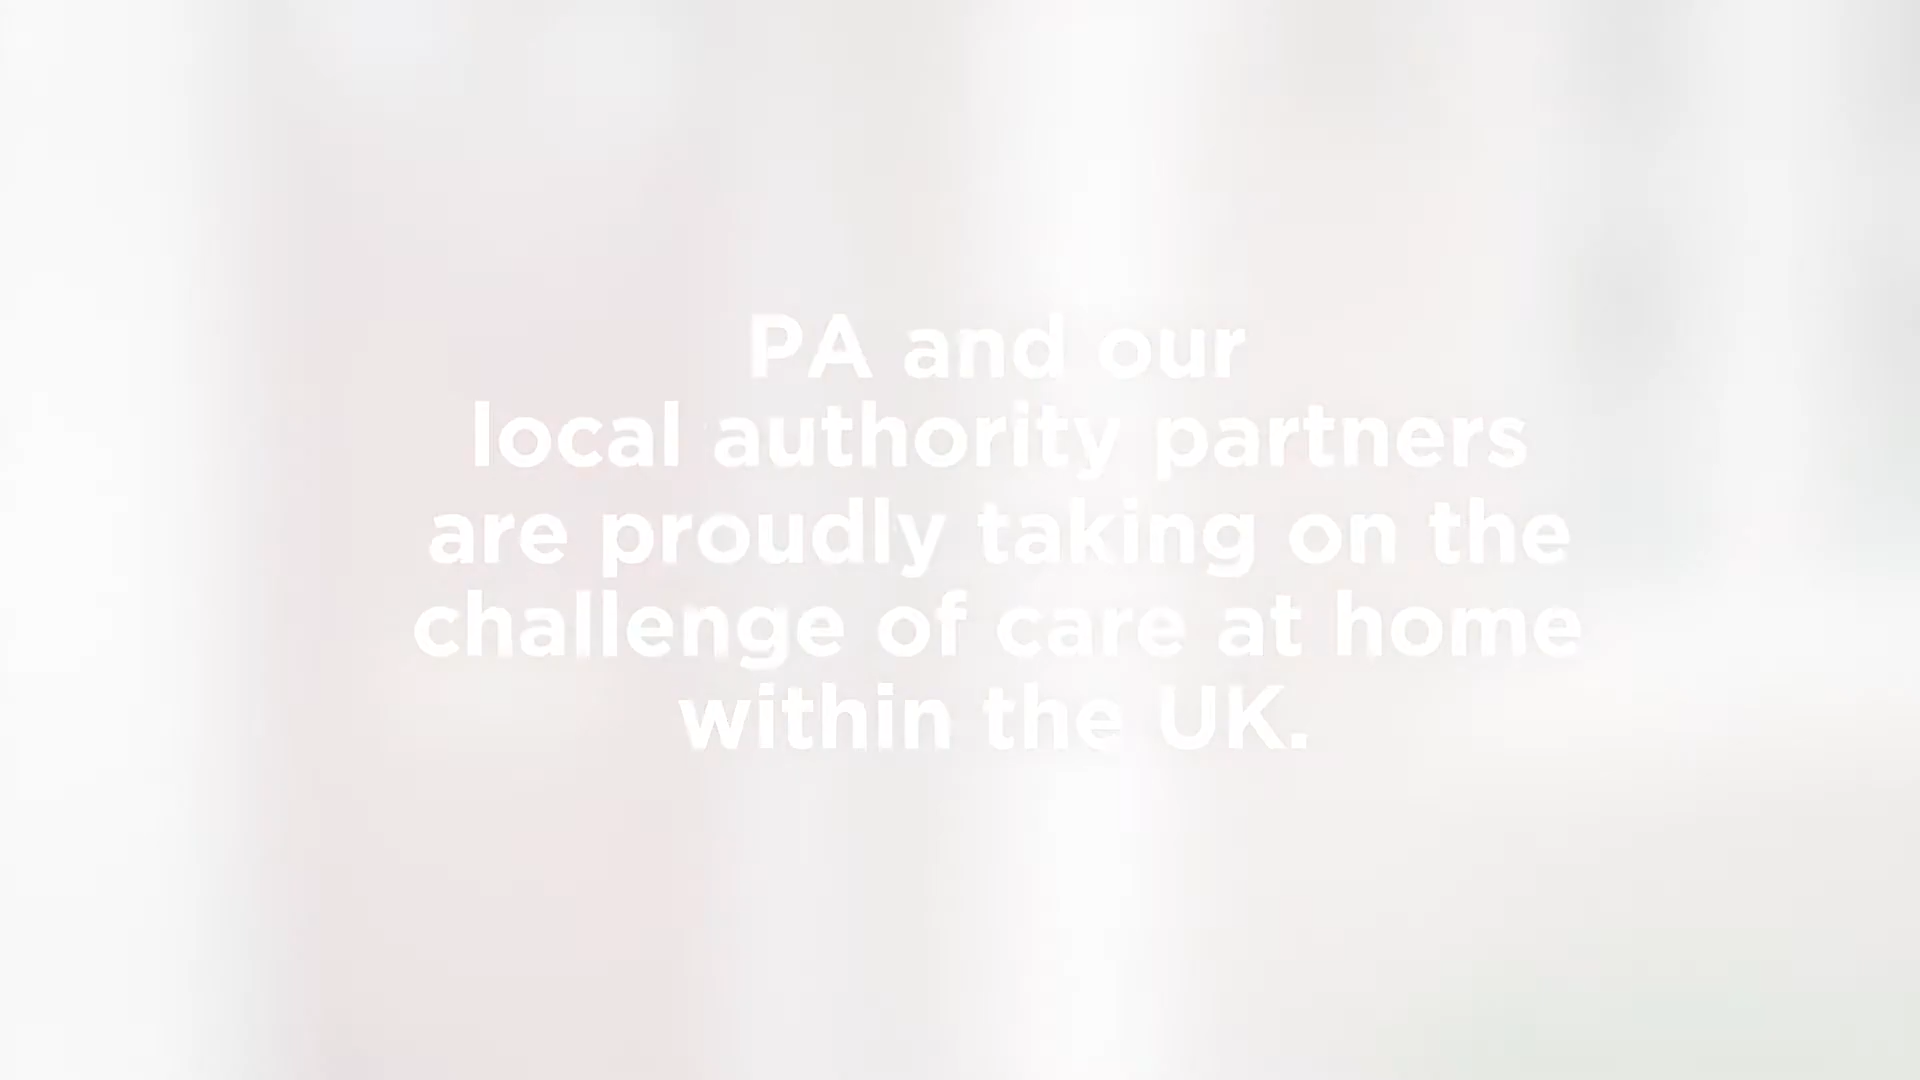 PA and our
local authority partners
are proudly taking on the
challenge of care at home
within the UK.